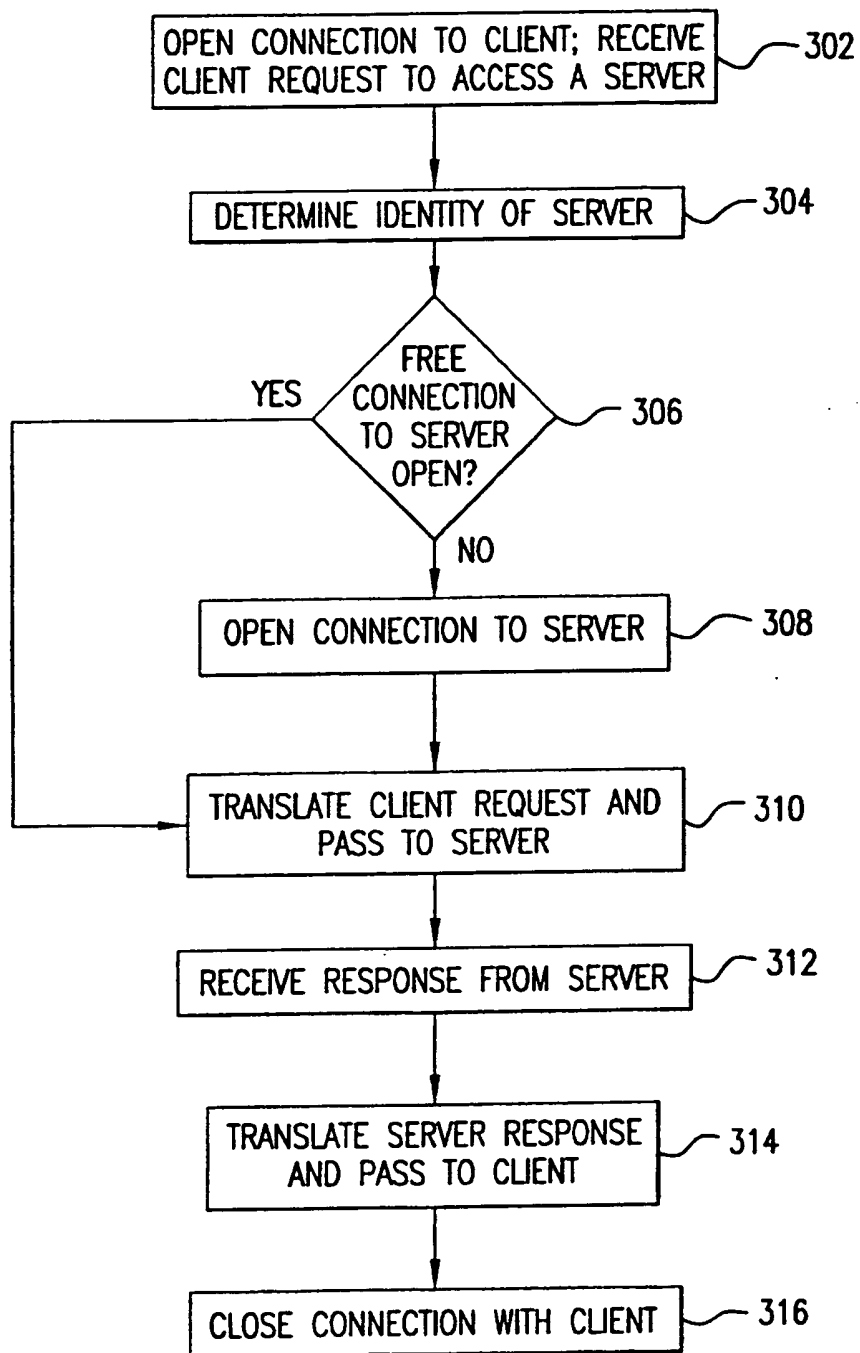 OPEN CONNECTION TO CLIENT; RECEIVE
CLIENT REQUEST TO ACCESS A SERVER
302
DETERMINE IDENTITY OF SERVER
304
FREE
CONNECTION
TO SERVER
OPEN?
306
YES
NO
OPEN CONNECTION TO SERVER
308
TRANSLATE CLIENT REQUEST AND
PASS TO SERVER
310
RECEIVE RESPONSE FROM SERVER
312
TRANSLATE SERVER RESPONSE
AND PASS TO CLIENT
314
CLOSE CONNECTION WITH CLIENT
316